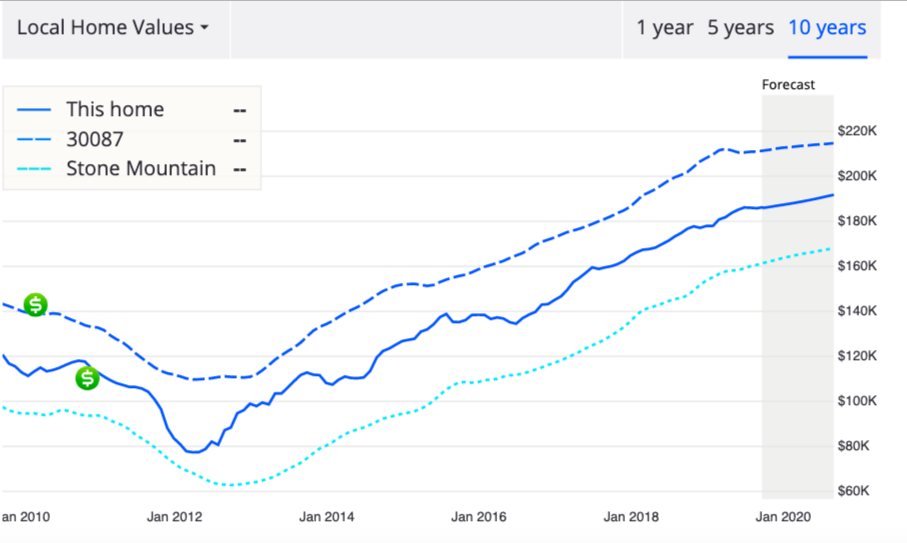 Local Home Values
1 year 5 years 10 years
Forecast
This home --
30087 --
Stone Mountain --
$220K
$200K
$180K
$160K
$140K
$120K
$100K
$80K
$60K
$
$
an 2010 Jan 2012 Jan 2014 Jan 2016 Jan 2018 Jan 2020